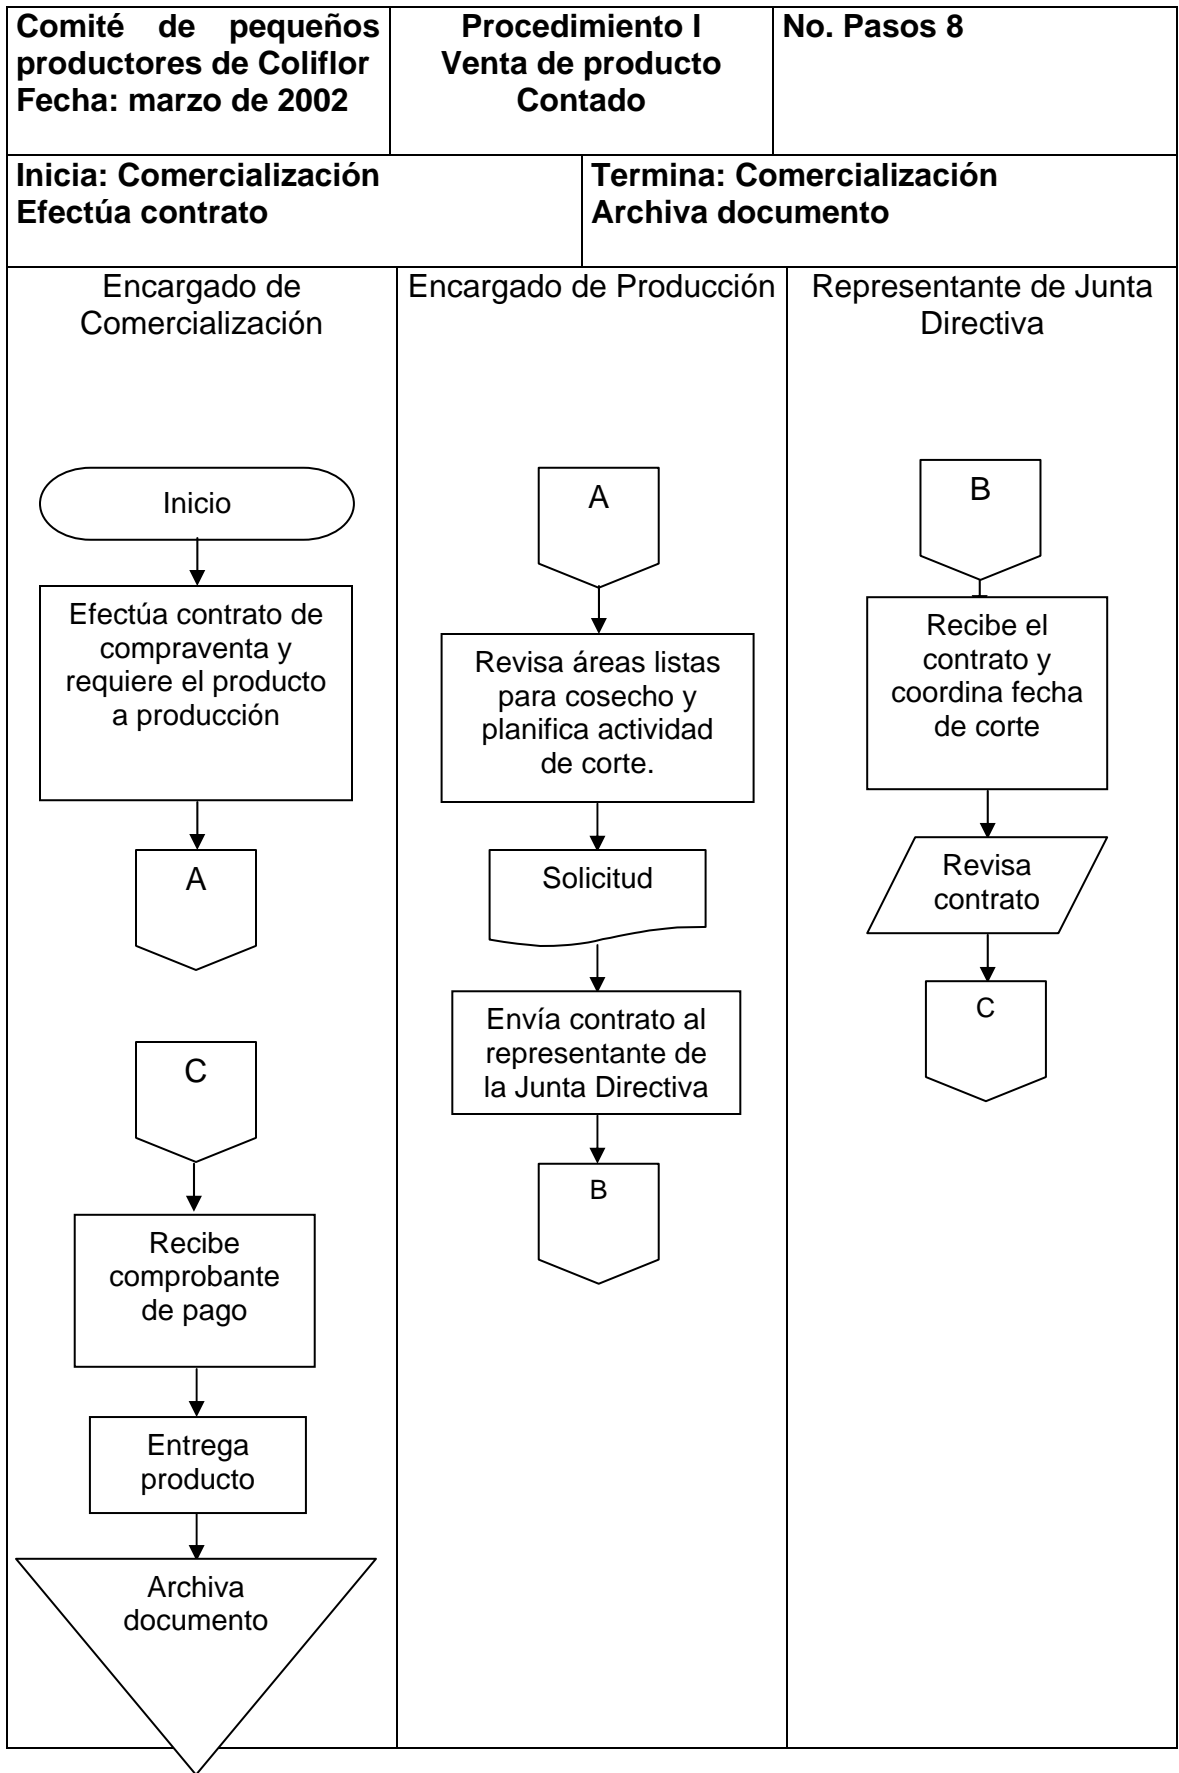 Comité de pequeños
productores de Coliflor
Fecha: marzo de 2002
Procedimiento I
Venta de producto
Contado
No. Pasos 8
Inicia: Comercialización
Efectúa contrato
Termina: Comercialización
Archiva documento
Encargado de
Comercialización
Inicio
Efectúa contrato de
compraventa y
requiere el producto
a producción
A
C
Recibe
comprobante
de pago
Entrega
producto
Archiva
documento
Encargado de Producción
A
Revisa áreas listas
para cosecho y
planifica actividad
de corte.
Solicitud
Envía contrato al
representante de
la Junta Directiva
B
Representante de Junta
Directiva
B
Recibe el
contrato y
coordina fecha
de corte
Revisa
contrato
C